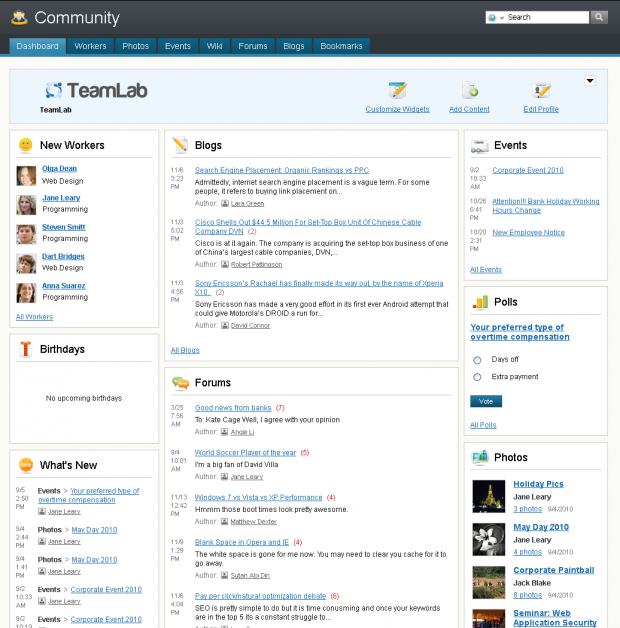 Community
Search
Dashboard Workers Photos Events Wiki Forums Blogs Bookmarks
TeamLab
TeamLab
Customize Widgets Add Content Edit Profile
New Workers
Olga Dean
Web Design
Jane Leary
Programming
Steven Smitt
Programming
Dart Bridges
Web Design
Anna Suarez
Programming
All Workers
Birthdays
No upcoming birthdays
What's New
9/5 2:50 PM
Events > Your preferred type of
overtime compensation
Jane Leary
9/4 2:44 PM
Photos > May Day 2010
Jane Leary
9/4 1:41 PM
Photos > May Day 2010
Jane Leary
9/2 10:33 AM
Events > Corporate Event 2010
Jane Leary
9/2
Events > Corporate Event 2010
Jane Leary
Blogs
11/6 3:23 PM
Search Engine Placement: Organic Rankings vs PPC
Admittedly, internet search engine placement is a vague term. For some
people, it refers to buying link placement on...
Author: Lara Green
11/3 5:02 PM
Cisco Shells Out $44.5 Million For Set-Top Box Unit Of Chinese Cable
Company DVN (2)
Cisco is at it again. The company is acquiring the set-top box business of one
of China's largest cable companies, DVN,...
Author: Robert Pattingson
11/3 4:56 PM
Sony Ericsson's Rachael has finally made its way out, by the name of Xperia
X10. (2)
Sony Ericsson has made a very good effort in its first ever Android attempt that
could give Motorola's DROID a run for...
Author: David Connor
All Blogs
Forums
3/25 7:56 AM
Good news from banks (7)
To: Kate Cage Well, I agree with your opinion
Author: Angie Li
9/4 10:01 AM
World Soccer Player of the year (5)
I'm a big fan of David Villa
Author: Jane Leary
11/13 12:42 PM
Windows 7 vs Vista vs XP Performance (4)
Hmmm those boot times look pretty awesome.
Author: Matthew Dexter
11/9 1:29 PM
Blank Space in Opera and IE (4)
The white space is gone for me now. You may need to clear you cache for it to
go away.
Author: Sutan Abi Din
11/6 4:04 PM
Pay per click/natural optimization debate (6)
SEO is pretty simple to do but it is time conusming and once your keywords
are in the top 5 its a constant struggle to...
Events
9/2 10:33 AM
Corporate Event 2010
10/26 6:41 PM
Attention!!! Bank Holiday Working
Hours Change
10/20 2:31 PM
New Employee Notice
All Events
Polls
Your preferred type of
overtime compensation
Days off
Extra payment
Vote
All Polls
Photos
Holiday Pics
Jane Leary
3 photos 9/4/2010
May Day 2010
Jane Leary
4 photos 9/4/2010
Corporate Paintball
Jack Blake
8 photos 9/4/2010
Seminar: Web
Application Security